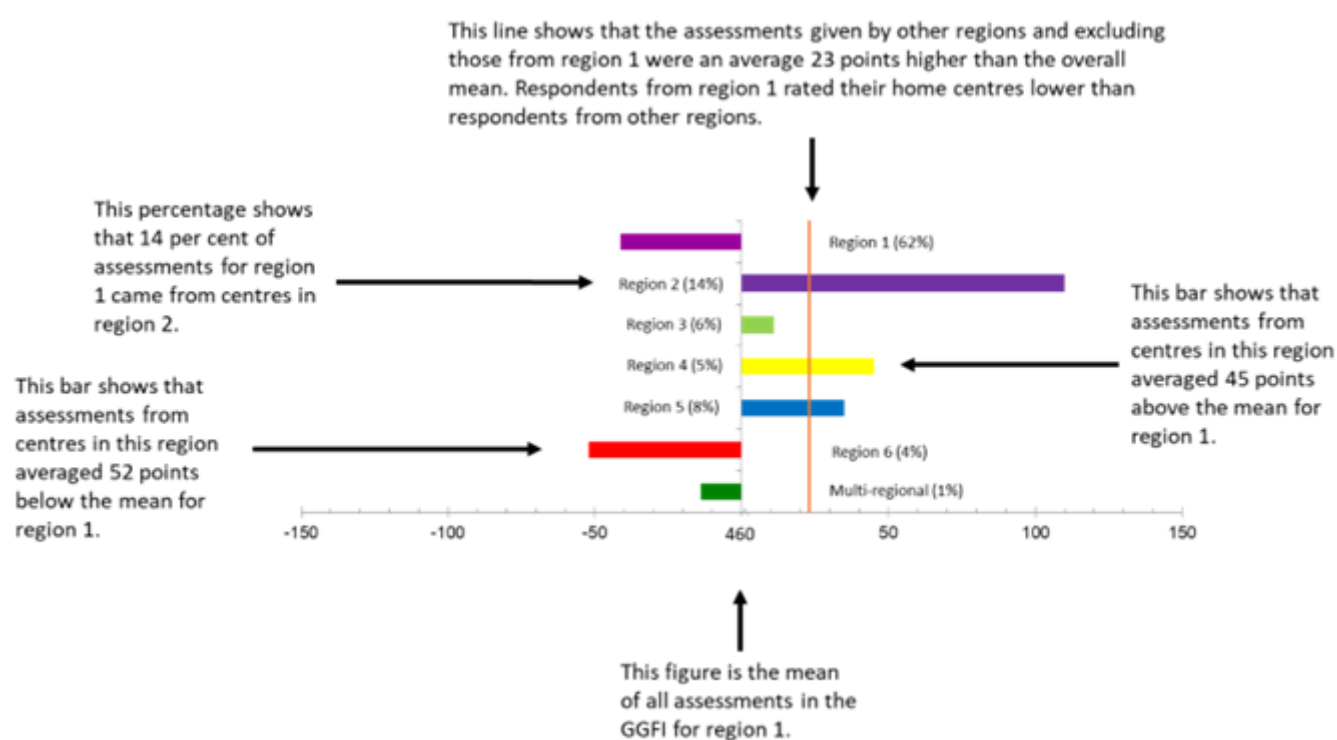 This line shows that the assessments given by other regions and excluding
those from region 1 were an average 23 points higher than the overall
mean. Respondents from region 1 rated their home centres lower than
respondents from other regions.
This percentage shows
that 14 per cent of
assessments for region
1 came from centres in
region 2.
This bar shows that
assessments from
centres in this region
averaged 52 points
below the mean for
region 1.
Region 1 (62%)
Region 2 (14%)
Region 3 (6%)
Region 4 (5%)
Region 5 (8%)
Region 6 (4%)
Multi-regional (1%)
This bar shows that
assessments from
centres in this region
averaged 45 points
above the mean for
region 1.
-150 -100 -50 460 50 100 150
This figure is the mean
of all assessments in the
GGFI for region 1.